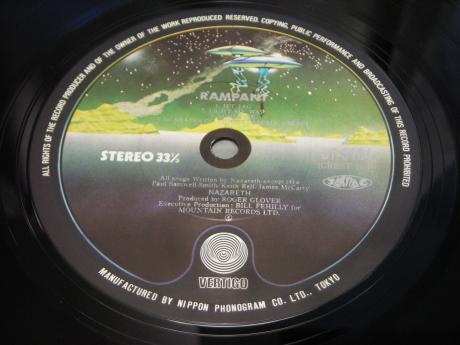 ALL RIGHTS OF THE RECORD PRODUCER AND OF THE OWNER OF THE WORK REPRODUCED RESERVED. COPYING, PUBLIC PERFORMANCE AND BROADCASTING OF THIS RECORD PROHIBITED
RAMPANT
JET LAG
STEREO 33⅓
All songs Written by Nazareth except
Paul Samwell-Smith/Keith Relf/James McCarty
NAZARETH
Produced by ROGER GLOVER
Executive Production: BILL FEHILLY for
MOUNTAIN RECORDS LTD.
VERTIGO
MANUFACTURED BY NIPPON PHONOGRAM CO. LTD., TOKYO